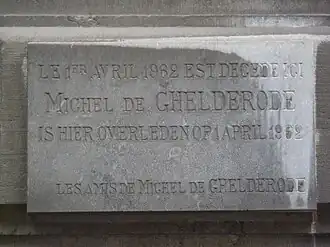 LE 1ER AVRIL 1962 EST DECEDE ICI
MICHEL DE GHELDERODE
IS HIER OVERLEDEN OP 1 APRIL 1962
LES AMIS DE MICHEL DE GHELDERODE